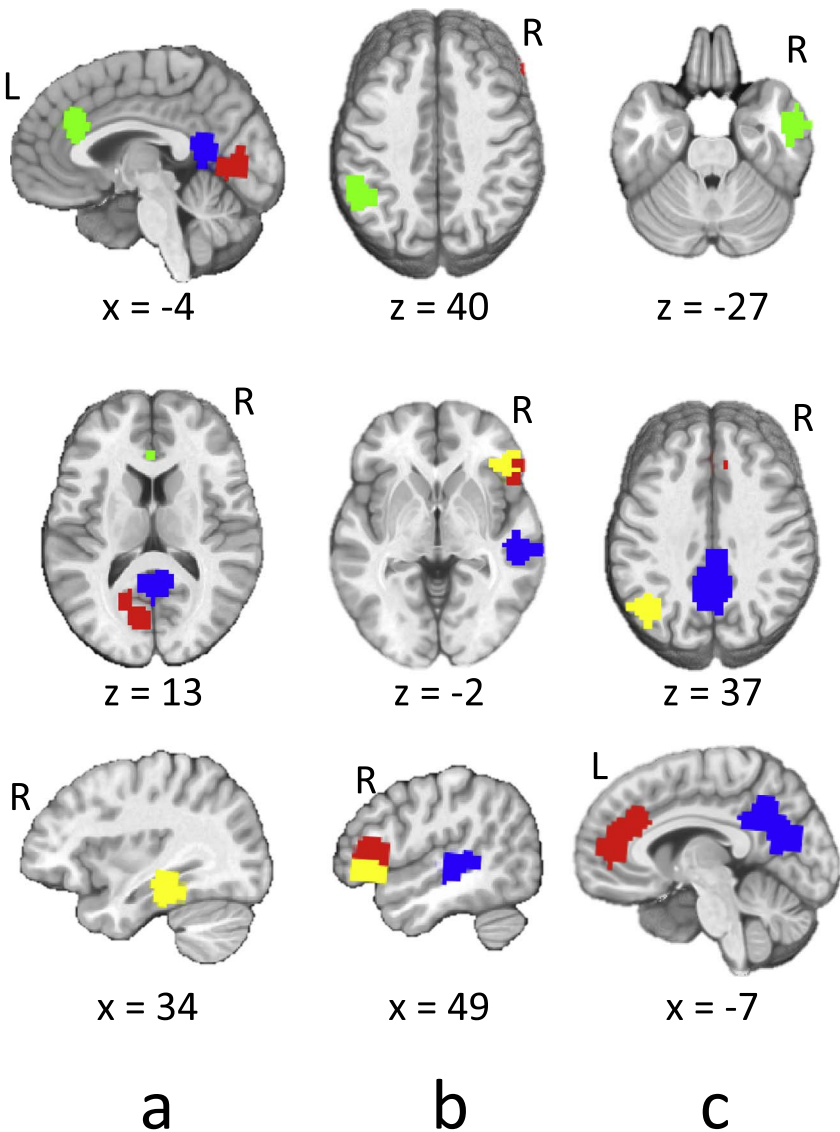 R
L
R
x = -4
z = 40
z = -27
R
R
R
z = 13
z = -2
z = 37
R
R
L
x = 34
x = 49
x = -7
a
b
c